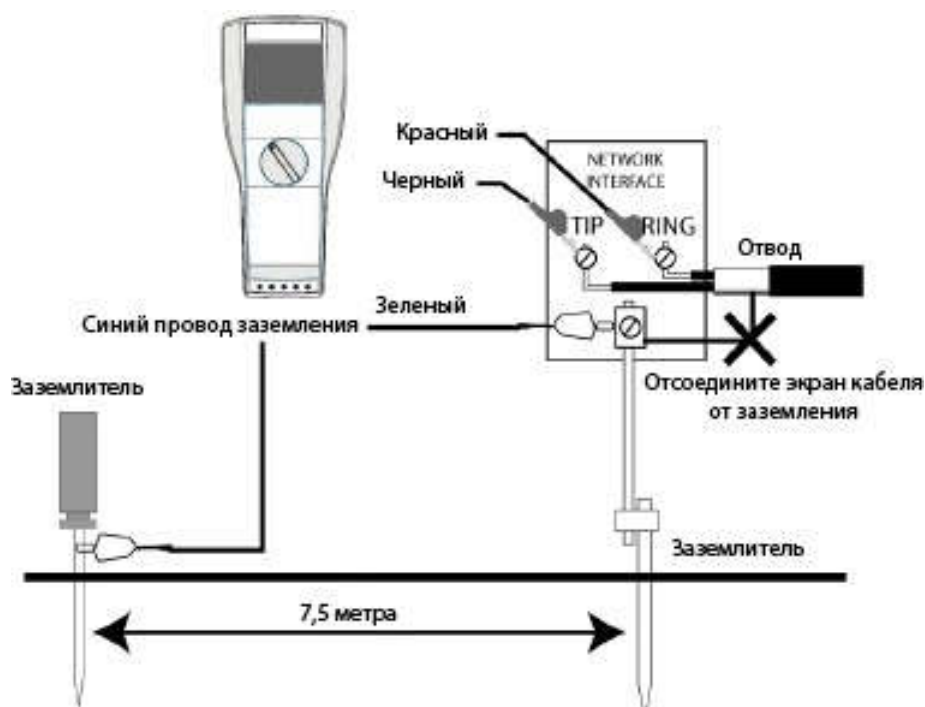 Красный
NETWORK
INTERFACE
Черный
TIP
RING
Отвод
Зеленый
Синий провод заземления
Отсоедините экран кабеля
от заземления
Заземлитель
Заземлитель
7,5 метра